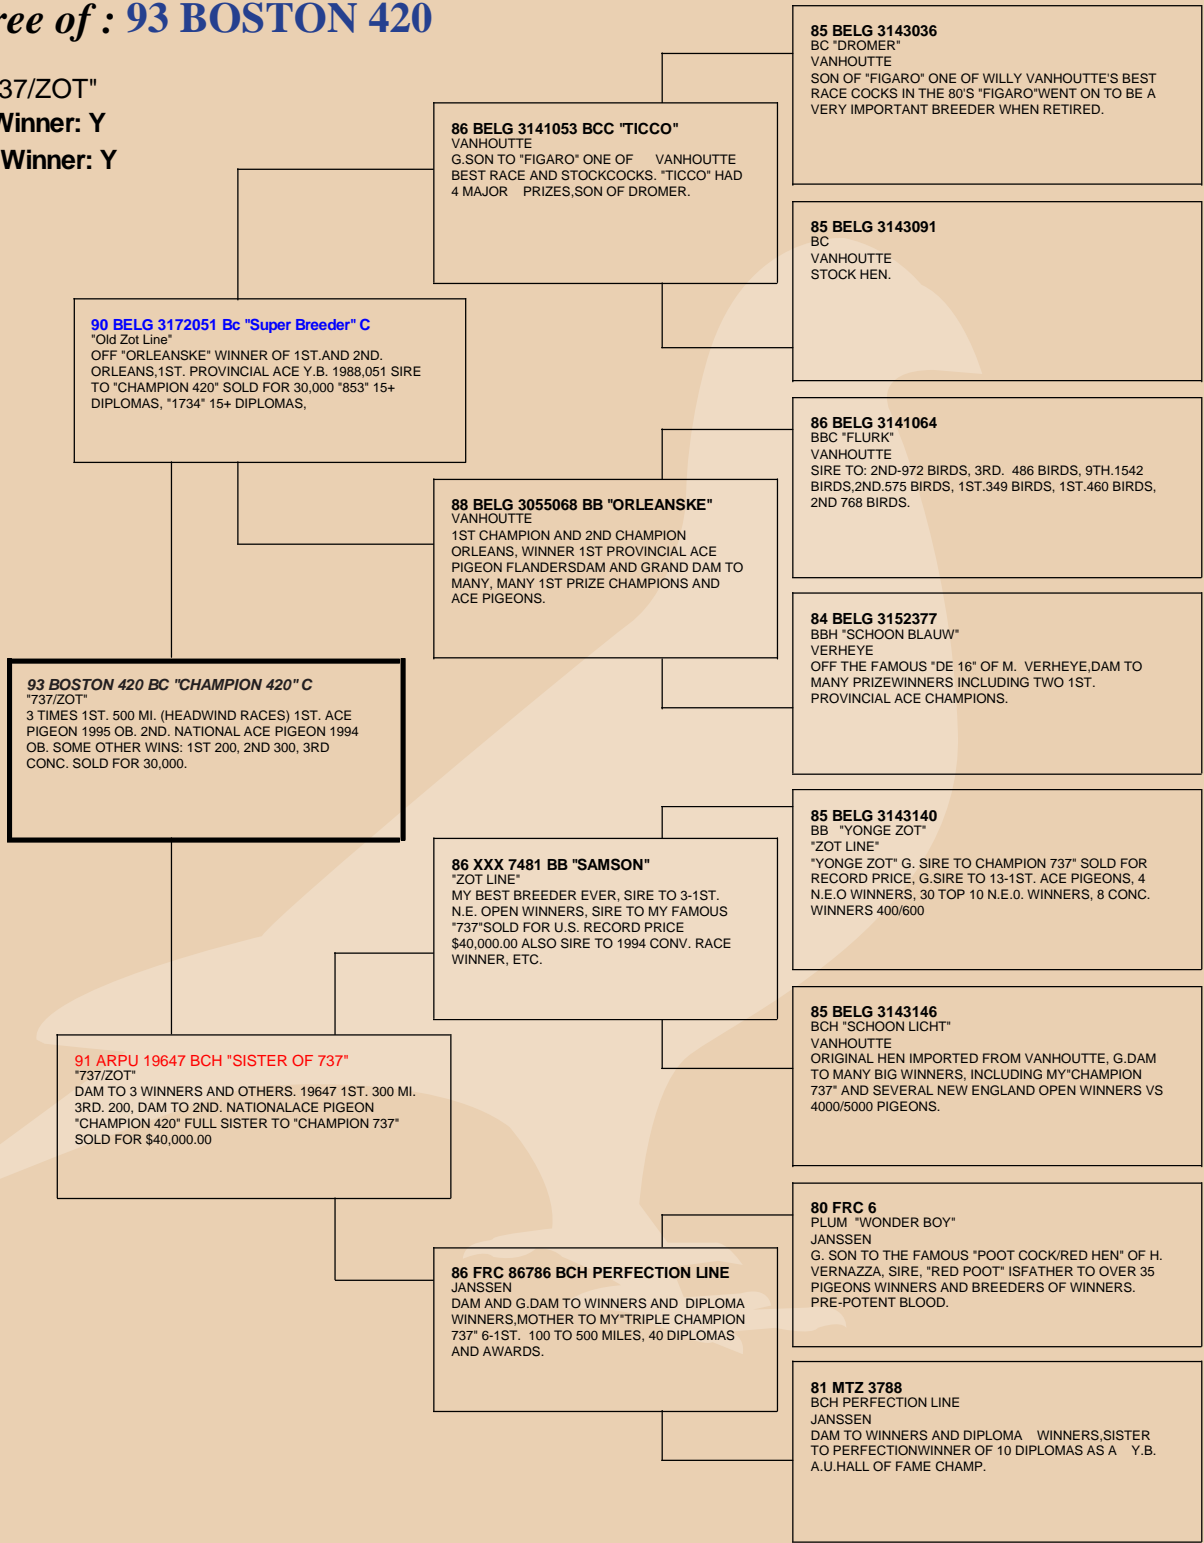 ree of : 93 BOSTON 420
37/ZOT"
Winner: Y
Winner: Y
85 BELG 3143036
BC "DROMER"
VANHOUTTE
SON OF "FIGARO" ONE OF WILLY VANHOUTTE'S BEST
RACE COCKS IN THE 80'S "FIGARO"WENT ON TO BE A
VERY IMPORTANT BREEDER WHEN RETIRED.
86 BELG 3141053 BCC "TICCO"
VANHOUTTE
G.SON TO "FIGARO" ONE OF VANHOUTTE
BEST RACE AND STOCKCOCKS. "TICCO" HAD
4 MAJOR PRIZES,SON OF DROMER.
85 BELG 3143091
BC
VANHOUTTE
STOCK HEN.
90 BELG 3172051 Bc "Super Breeder" C
"Old Zot Line"
OFF "ORLEANSKE" WINNER OF 1ST.AND 2ND.
ORLEANS,1ST. PROVINCIAL ACE Y.B. 1988,051 SIRE
TO "CHAMPION 420" SOLD FOR 30,000 "853" 15+
DIPLOMAS, "1734" 15+ DIPLOMAS,
86 BELG 3141064
BBC "FLURK"
VANHOUTTE
SIRE TO: 2ND-972 BIRDS, 3RD. 486 BIRDS, 9TH.1542
BIRDS,2ND.575 BIRDS, 1ST.349 BIRDS, 1ST.460 BIRDS,
2ND 768 BIRDS.
88 BELG 3055068 BB "ORLEANSKE"
VANHOUTTE
1ST CHAMPION AND 2ND CHAMPION
ORLEANS, WINNER 1ST PROVINCIAL ACE
PIGEON FLANDERSDAM AND GRAND DAM TO
MANY, MANY 1ST PRIZE CHAMPIONS AND
ACE PIGEONS.
84 BELG 3152377
BBH "SCHOON BLAUW"
VERHEYE
OFF THE FAMOUS "DE 16" OF M. VERHEYE,DAM TO
MANY PRIZEWINNERS INCLUDING TWO 1ST.
PROVINCIAL ACE CHAMPIONS.
93 BOSTON 420 BC "CHAMPION 420" C
"737/ZOT"
3 TIMES 1ST. 500 MI. (HEADWIND RACES) 1ST. ACE
PIGEON 1995 OB. 2ND. NATIONAL ACE PIGEON 1994
OB. SOME OTHER WINS: 1ST 200, 2ND 300, 3RD
CONC. SOLD FOR 30,000.
85 BELG 3143140
BB "YONGE ZOT"
"ZOT LINE"
"YONGE ZOT" G. SIRE TO CHAMPION 737" SOLD FOR
RECORD PRICE, G.SIRE TO 13-1ST. ACE PIGEONS, 4
N.E.O WINNERS, 30 TOP 10 N.E.0. WINNERS, 8 CONC.
WINNERS 400/600
86 XXX 7481 BB "SAMSON"
"ZOT LINE"
MY BEST BREEDER EVER, SIRE TO 3-1ST.
N.E. OPEN WINNERS, SIRE TO MY FAMOUS
"737"SOLD FOR U.S. RECORD PRICE
$40,000.00 ALSO SIRE TO 1994 CONV. RACE
WINNER, ETC.
85 BELG 3143146
BCH "SCHOON LICHT"
VANHOUTTE
ORIGINAL HEN IMPORTED FROM VANHOUTTE, G.DAM
TO MANY BIG WINNERS, INCLUDING MY"CHAMPION
737" AND SEVERAL NEW ENGLAND OPEN WINNERS VS
4000/5000 PIGEONS.
91 ARPU 19647 BCH "SISTER OF 737"
"737/ZOT"
DAM TO 3 WINNERS AND OTHERS. 19647 1ST. 300 MI.
3RD. 200, DAM TO 2ND. NATIONALACE PIGEON
"CHAMPION 420" FULL SISTER TO "CHAMPION 737"
SOLD FOR $40,000.00
80 FRC 6
PLUM "WONDER BOY"
JANSSEN
G. SON TO THE FAMOUS "POOT COCK/RED HEN" OF H.
VERNAZZA, SIRE, "RED POOT" ISFATHER TO OVER 35
PIGEONS WINNERS AND BREEDERS OF WINNERS.
PRE-POTENT BLOOD.
86 FRC 86786 BCH PERFECTION LINE
JANSSEN
DAM AND G.DAM TO WINNERS AND DIPLOMA
WINNERS,MOTHER TO MY"TRIPLE CHAMPION
737" 6-1ST. 100 TO 500 MILES, 40 DIPLOMAS
AND AWARDS.
81 MTZ 3788
BCH PERFECTION LINE
JANSSEN
DAM TO WINNERS AND DIPLOMA WINNERS,SISTER
TO PERFECTIONWINNER OF 10 DIPLOMAS AS A Y.B.
A.U.HALL OF FAME CHAMP.